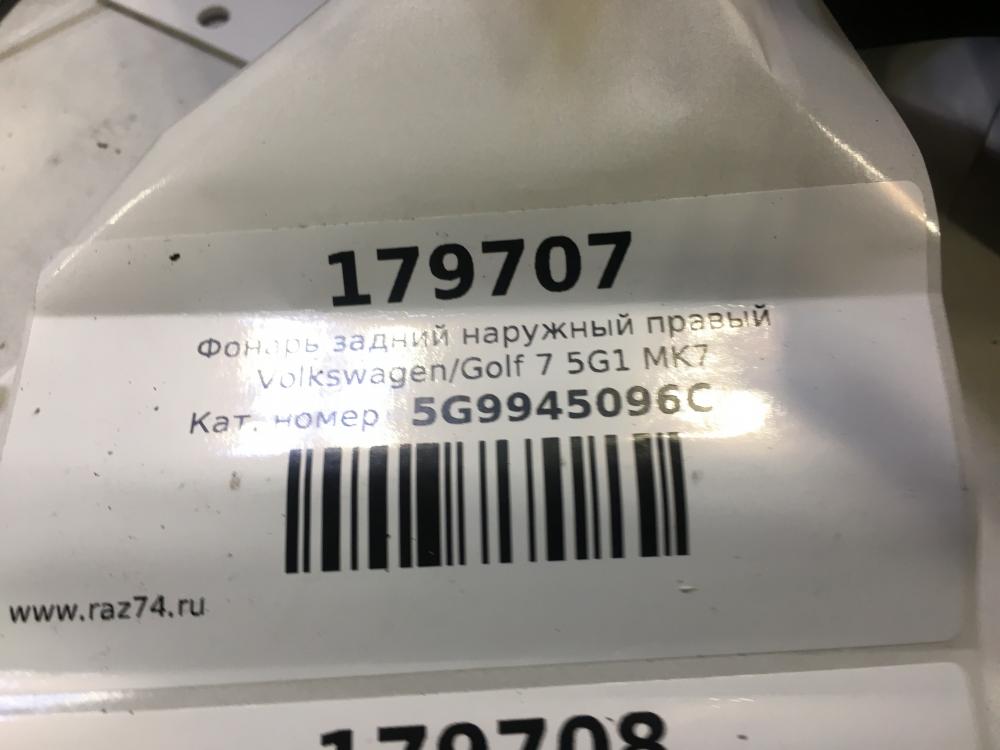 179707
Фонарь задний наружный правый
Volkswagen/Golf 7 5G1 MK7
Кат. номер 5G9945096C
www.raz74.ru
179708